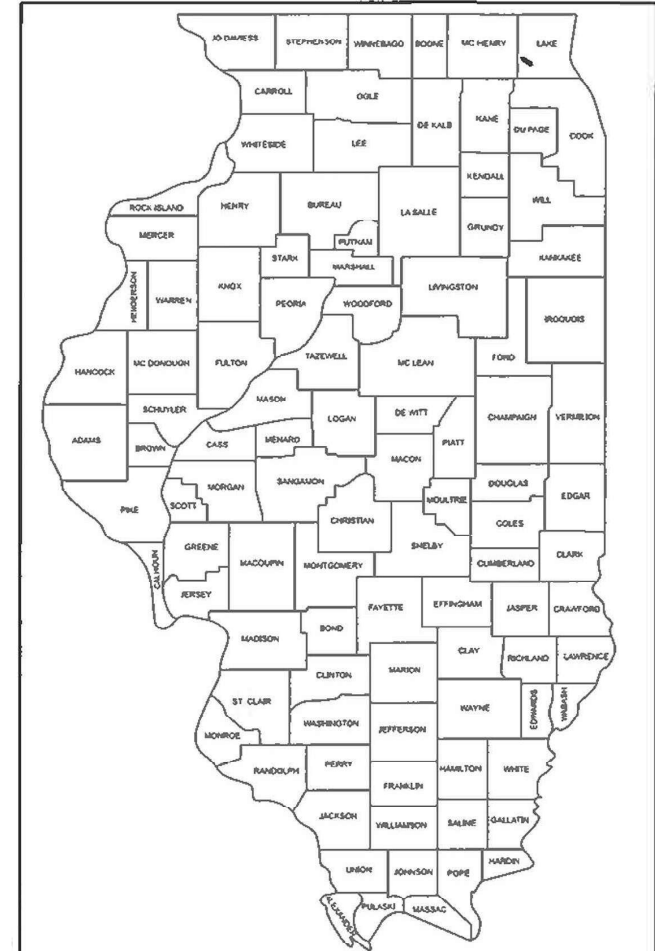 JO DAVIESS STEPHENSON WINNEBAGO BOONE MC HENRY LAKE
CARROLL OGLE
DE KALB KANE DU PAGE COOK
WHITESIDE LEE
KENDALL
ROCK ISLAND HENRY BUREAU LA SALLE WILL
GRUNDY
MERCER PUTNAM
STARK MARSHALL KANKAKEE
HENDERSON WARREN KNOX PEORIA WOODFORD LIVINGSTON
IROQUOIS
HANCOCK MC DONOUGH FULTON TAZEWELL MC LEAN FORD
MASON
SCHUYLER LOGAN DE WITT CHAMPAIGN VERMILION
ADAMS BROWN CASS MENARD PIATT
MACON
MORGAN SANGAMON DOUGLAS
PIKE SCOTT MOULTRIE EDGAR
CHRISTIAN COLES
GREENE SHELBY
CALHOUN MACOUPIN MONTGOMERY CUMBERLAND CLARK
JERSEY
FAYETTE EFFINGHAM JASPER CRAWFORD
MADISON BOND
CLAY RICHLAND LAWRENCE
CLINTON MARION
ST CLAIR
WASHINGTON WAYNE EDWARDS WABASH
MONROE JEFFERSON
RANDOLPH PERRY HAMILTON WHITE
FRANKLIN
JACKSON WILLIAMSON SALINE GALLATIN
UNION JOHNSON POPE HARDIN
ALEXANDER PULASKI MASSAC